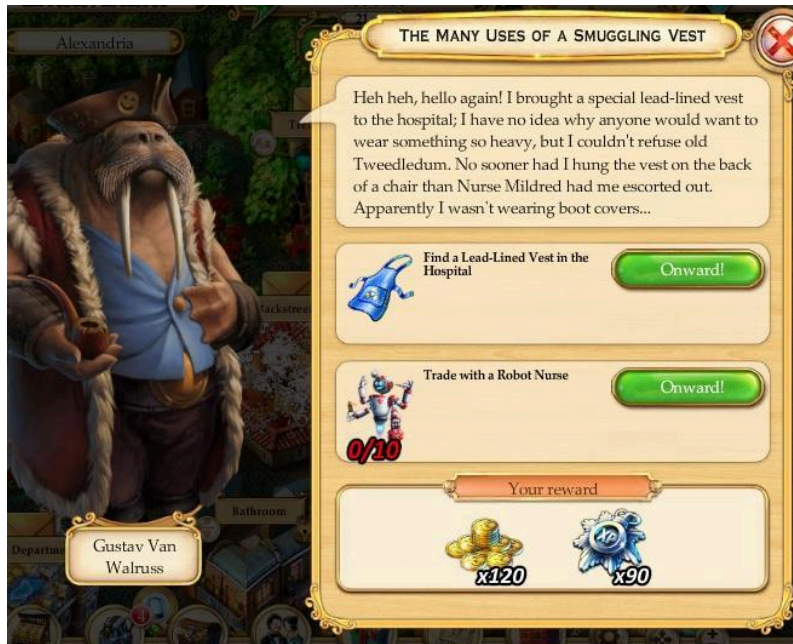 Alexandria
THE MANY USES OF A SMUGGLING VEST
Heh heh, hello again! I brought a special lead-lined vest
to the hospital; I have no idea why anyone would want to
wear something so heavy, but I couldn't refuse old
Tweedledum. No sooner had I hung the vest on the back
of a chair than Nurse Mildred had me escorted out.
Apparently I wasn't wearing boot covers...
Find a Lead-Lined Vest in the
Hospital
Onward!
Trade with a Robot Nurse
Onward!
0/10
Your reward
XP
x120
x90
Bathroom
Gustav Van
Walruss
4